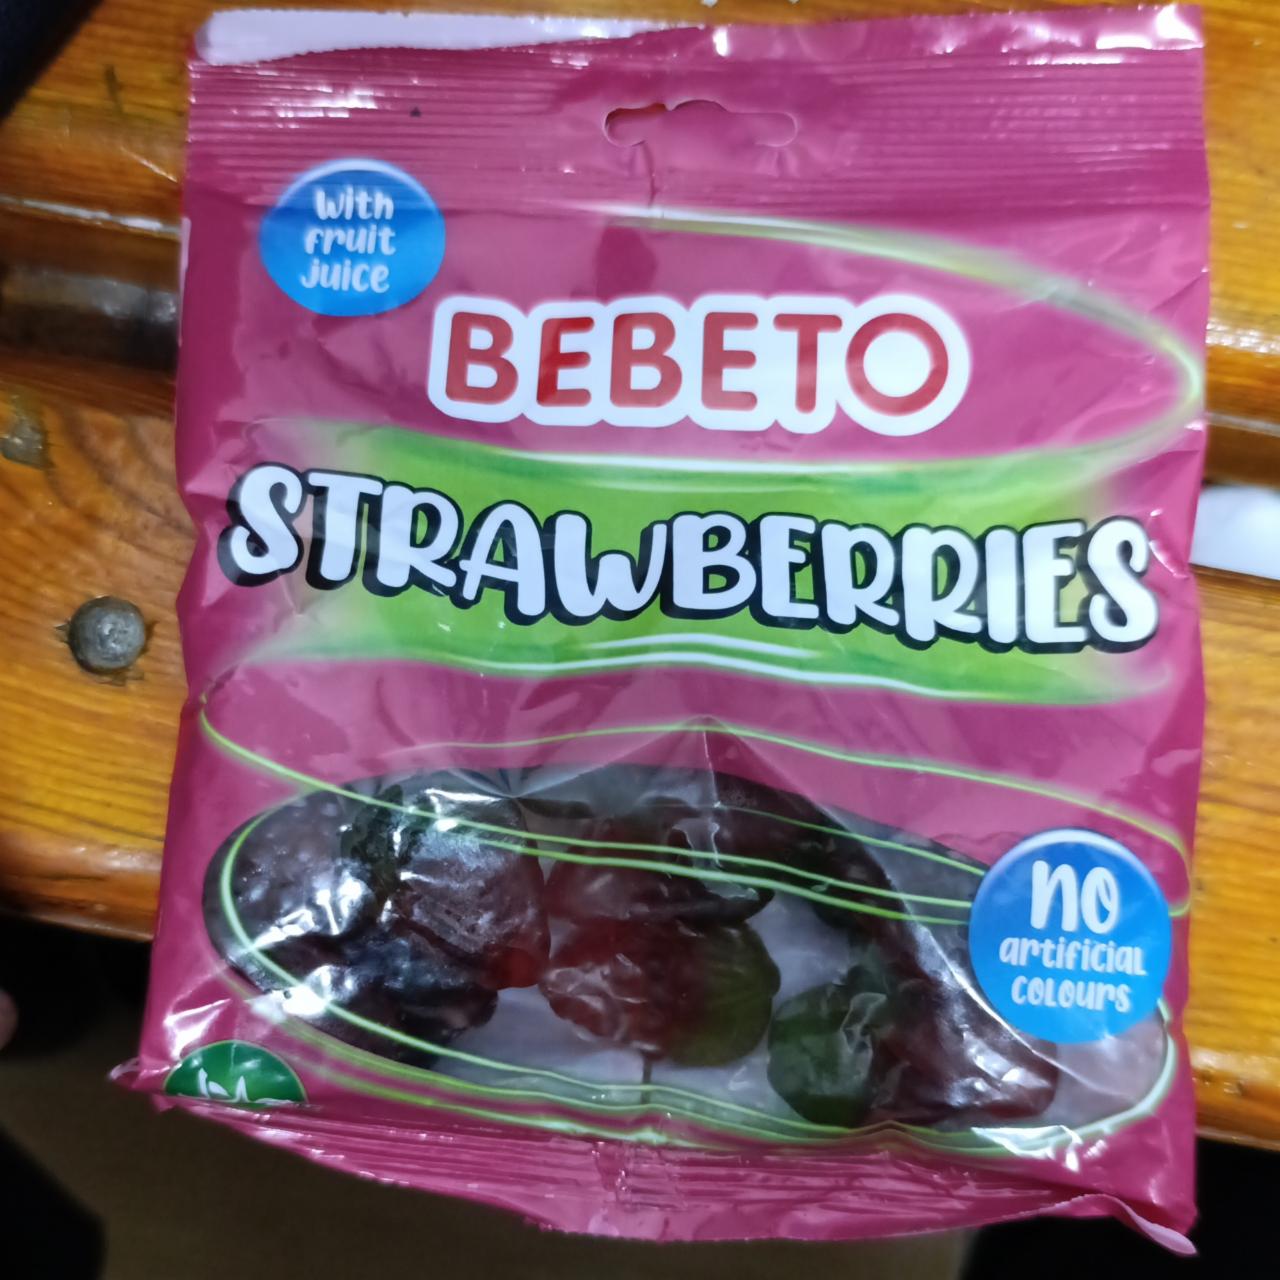 with
fruit
juice
BEBETO
STRAWBERRIES
no
artificial
colours